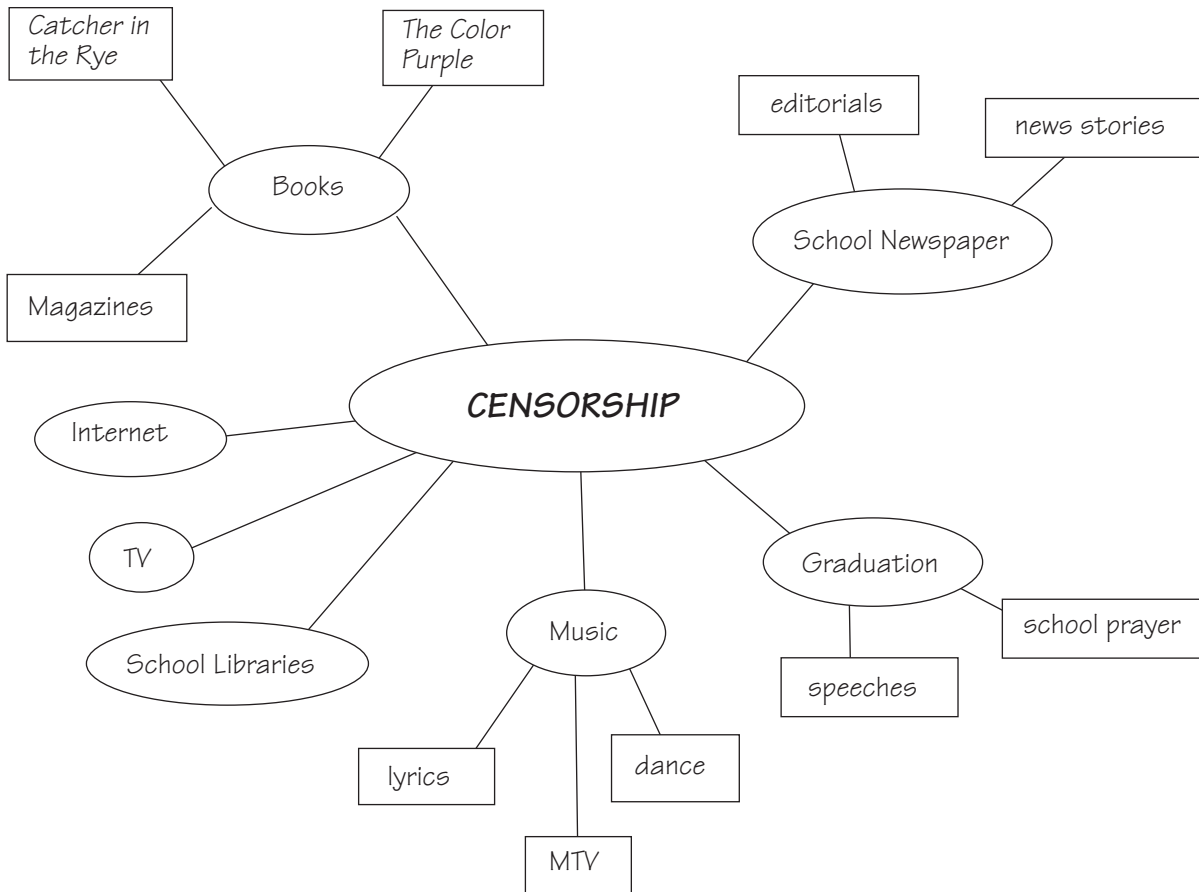 Catcher in
the Rye
The Color
Purple
editorials
news stories
Books
School Newspaper
Magazines
CENSORSHIP
Internet
TV
Graduation
School Libraries
Music
school prayer
speeches
lyrics
dance
MTV